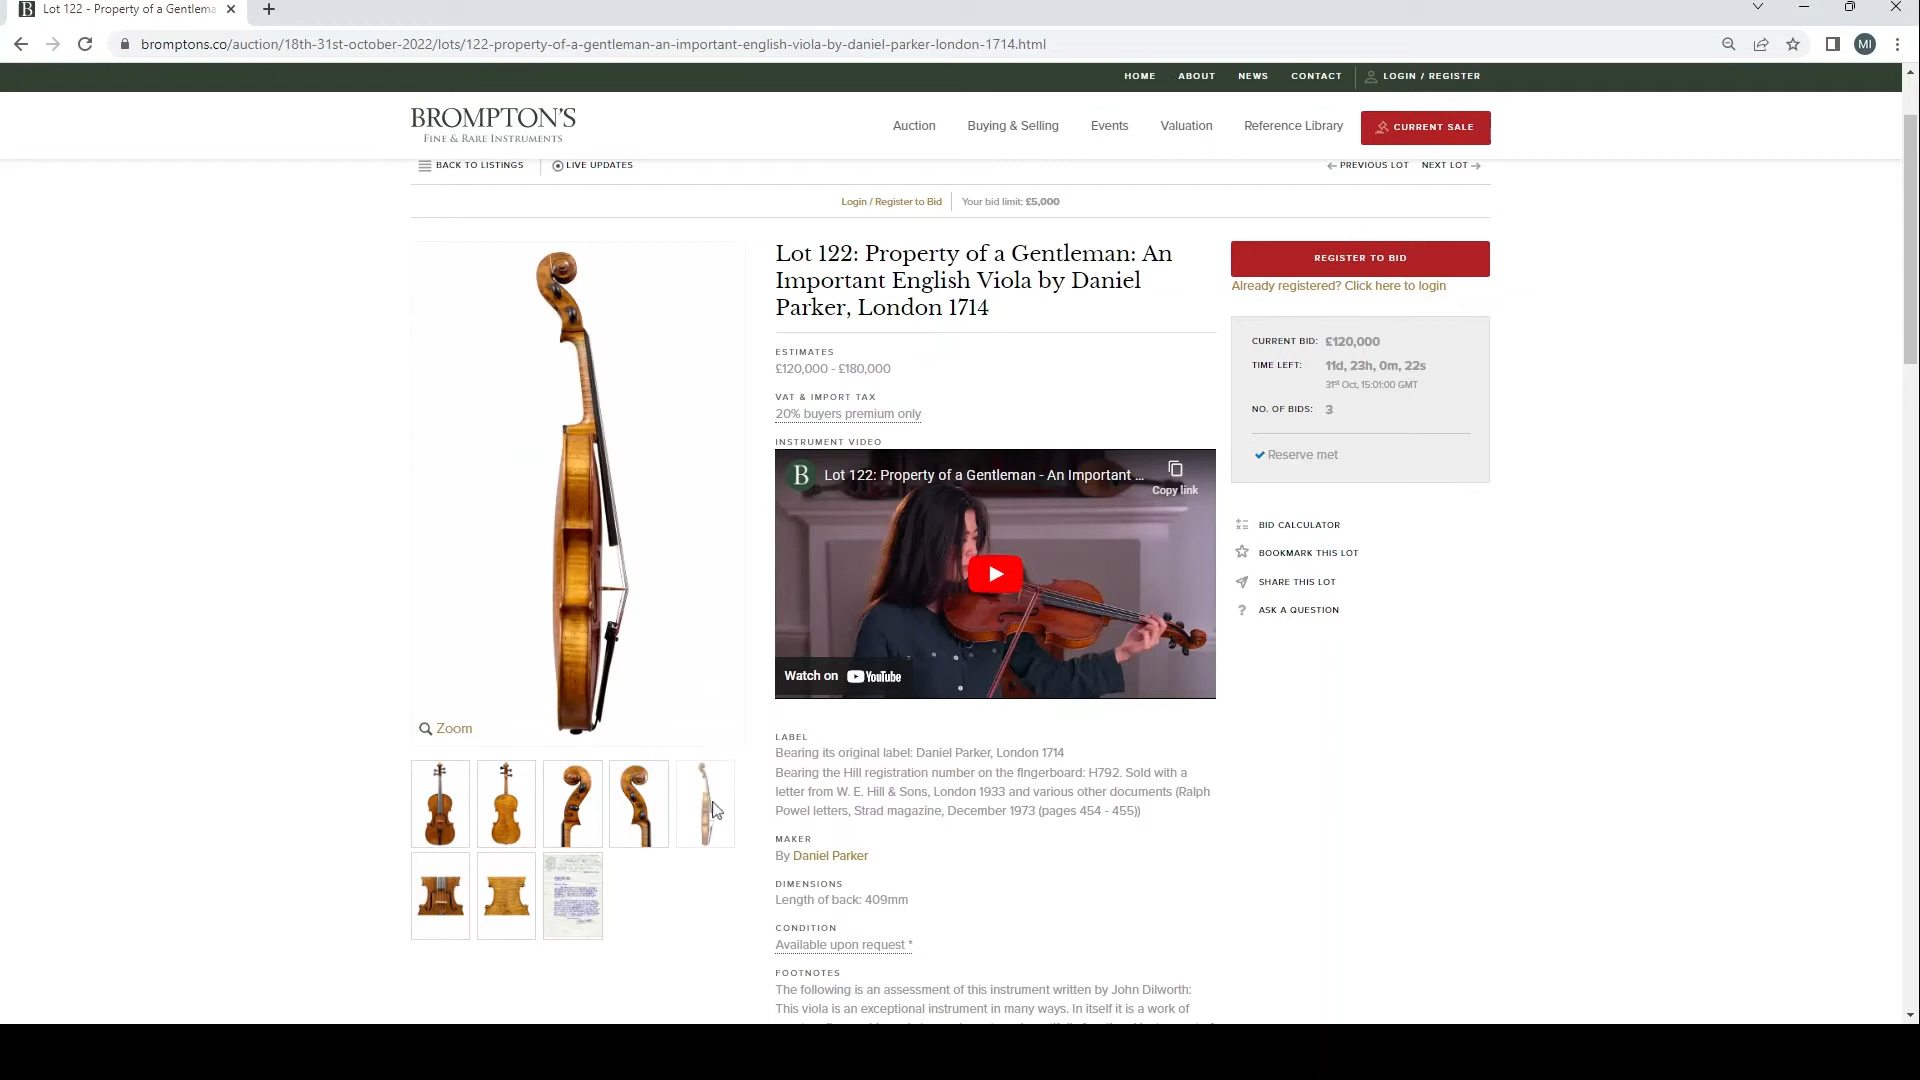 Lot 122 - Property of a Gentlema
bromptons.co/auction/18th-31st-october-2022/lots/122-property-of-a-gentleman-an-important-english-viola-by-daniel-parker-london-1714.html
MI
HOME ABOUT NEWS CONTACT LOGIN / REGISTER
BROMPTON'S
FINE & RARE INSTRUMENTS
Auction Buying & Selling Events Valuation Reference Library CURRENT SALE
BACK TO LISTINGS LIVE UPDATES PREVIOUS LOT NEXT LOT
Login / Register to Bid Your bid limit: £5,000
Lot 122: Property of a Gentleman: An
Important English Viola by Daniel
Parker, London 1714
ESTIMATES
£120,000 - £180,000
VAT & IMPORT TAX
20% buyers premium only
INSTRUMENT VIDEO
B Lot 122: Property of a Gentleman - An Important ...
Copy link
Watch on YouTube
Zoom
LABEL
Bearing its original label: Daniel Parker, London 1714
Bearing the Hill registration number on the fingerboard: H792. Sold with a
letter from W. E. Hill & Sons, London 1933 and various other documents (Ralph
Powel letters, Strad magazine, December 1973 (pages 454 - 455))
MAKER
By Daniel Parker
DIMENSIONS
Length of back: 409mm
CONDITION
Available upon request *
FOOTNOTES
The following is an assessment of this instrument written by John Dilworth:
This viola is an exceptional instrument in many ways. In itself it is a work of
REGISTER TO BID
Already registered? Click here to login
CURRENT BID: £120,000
TIME LEFT: 11d, 23h, 0m, 22s
31st Oct, 15:01:00 GMT
NO. OF BIDS: 3
Reserve met
BID CALCULATOR
BOOKMARK THIS LOT
SHARE THIS LOT
? ASK A QUESTION